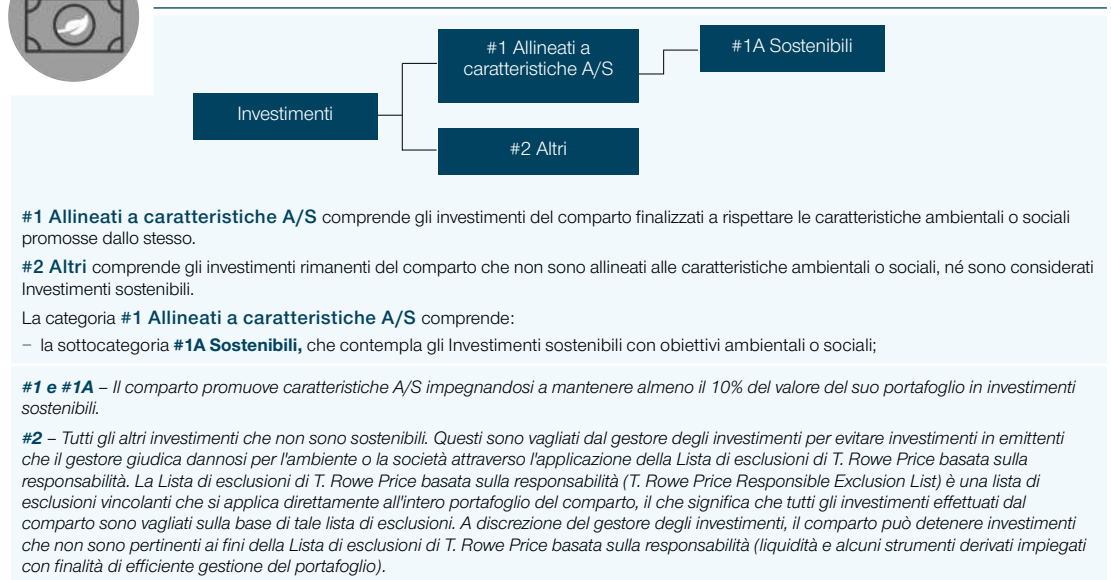 #1 Allineati a
caratteristiche A/S
#1A Sostenibili
Investimenti
#2 Altri
#1 Allineati a caratteristiche A/S comprende gli investimenti del comparto finalizzati a rispettare le caratteristiche ambientali o sociali
promosse dallo stesso.
#2 Altri comprende gli investimenti rimanenti del comparto che non sono allineati alle caratteristiche ambientali o sociali, né sono considerati
Investimenti sostenibili.
La categoria #1 Allineati a caratteristiche A/S comprende:
– la sottocategoria #1A Sostenibili, che contempla gli Investimenti sostenibili con obiettivi ambientali o sociali;
#1 e #1A – Il comparto promuove caratteristiche A/S impegnandosi a mantenere almeno il 10% del valore del suo portafoglio in investimenti
sostenibili.
#2 – Tutti gli altri investimenti che non sono sostenibili. Questi sono vagliati dal gestore degli investimenti per evitare investimenti in emittenti
che il gestore giudica dannosi per l'ambiente o la società attraverso l'applicazione della Lista di esclusioni di T. Rowe Price basata sulla
responsabilità. La Lista di esclusioni di T. Rowe Price basata sulla responsabilità (T. Rowe Price Responsible Exclusion List) è una lista di
esclusioni vincolanti che si applica direttamente all'intero portafoglio del comparto, il che significa che tutti gli investimenti effettuati dal
comparto sono vagliati sulla base di tale lista di esclusioni. A discrezione del gestore degli investimenti, il comparto può detenere investimenti
che non sono pertinenti ai fini della Lista di esclusioni di T. Rowe Price basata sulla responsabilità (liquidità e alcuni strumenti derivati impiegati
con finalità di efficiente gestione del portafoglio).